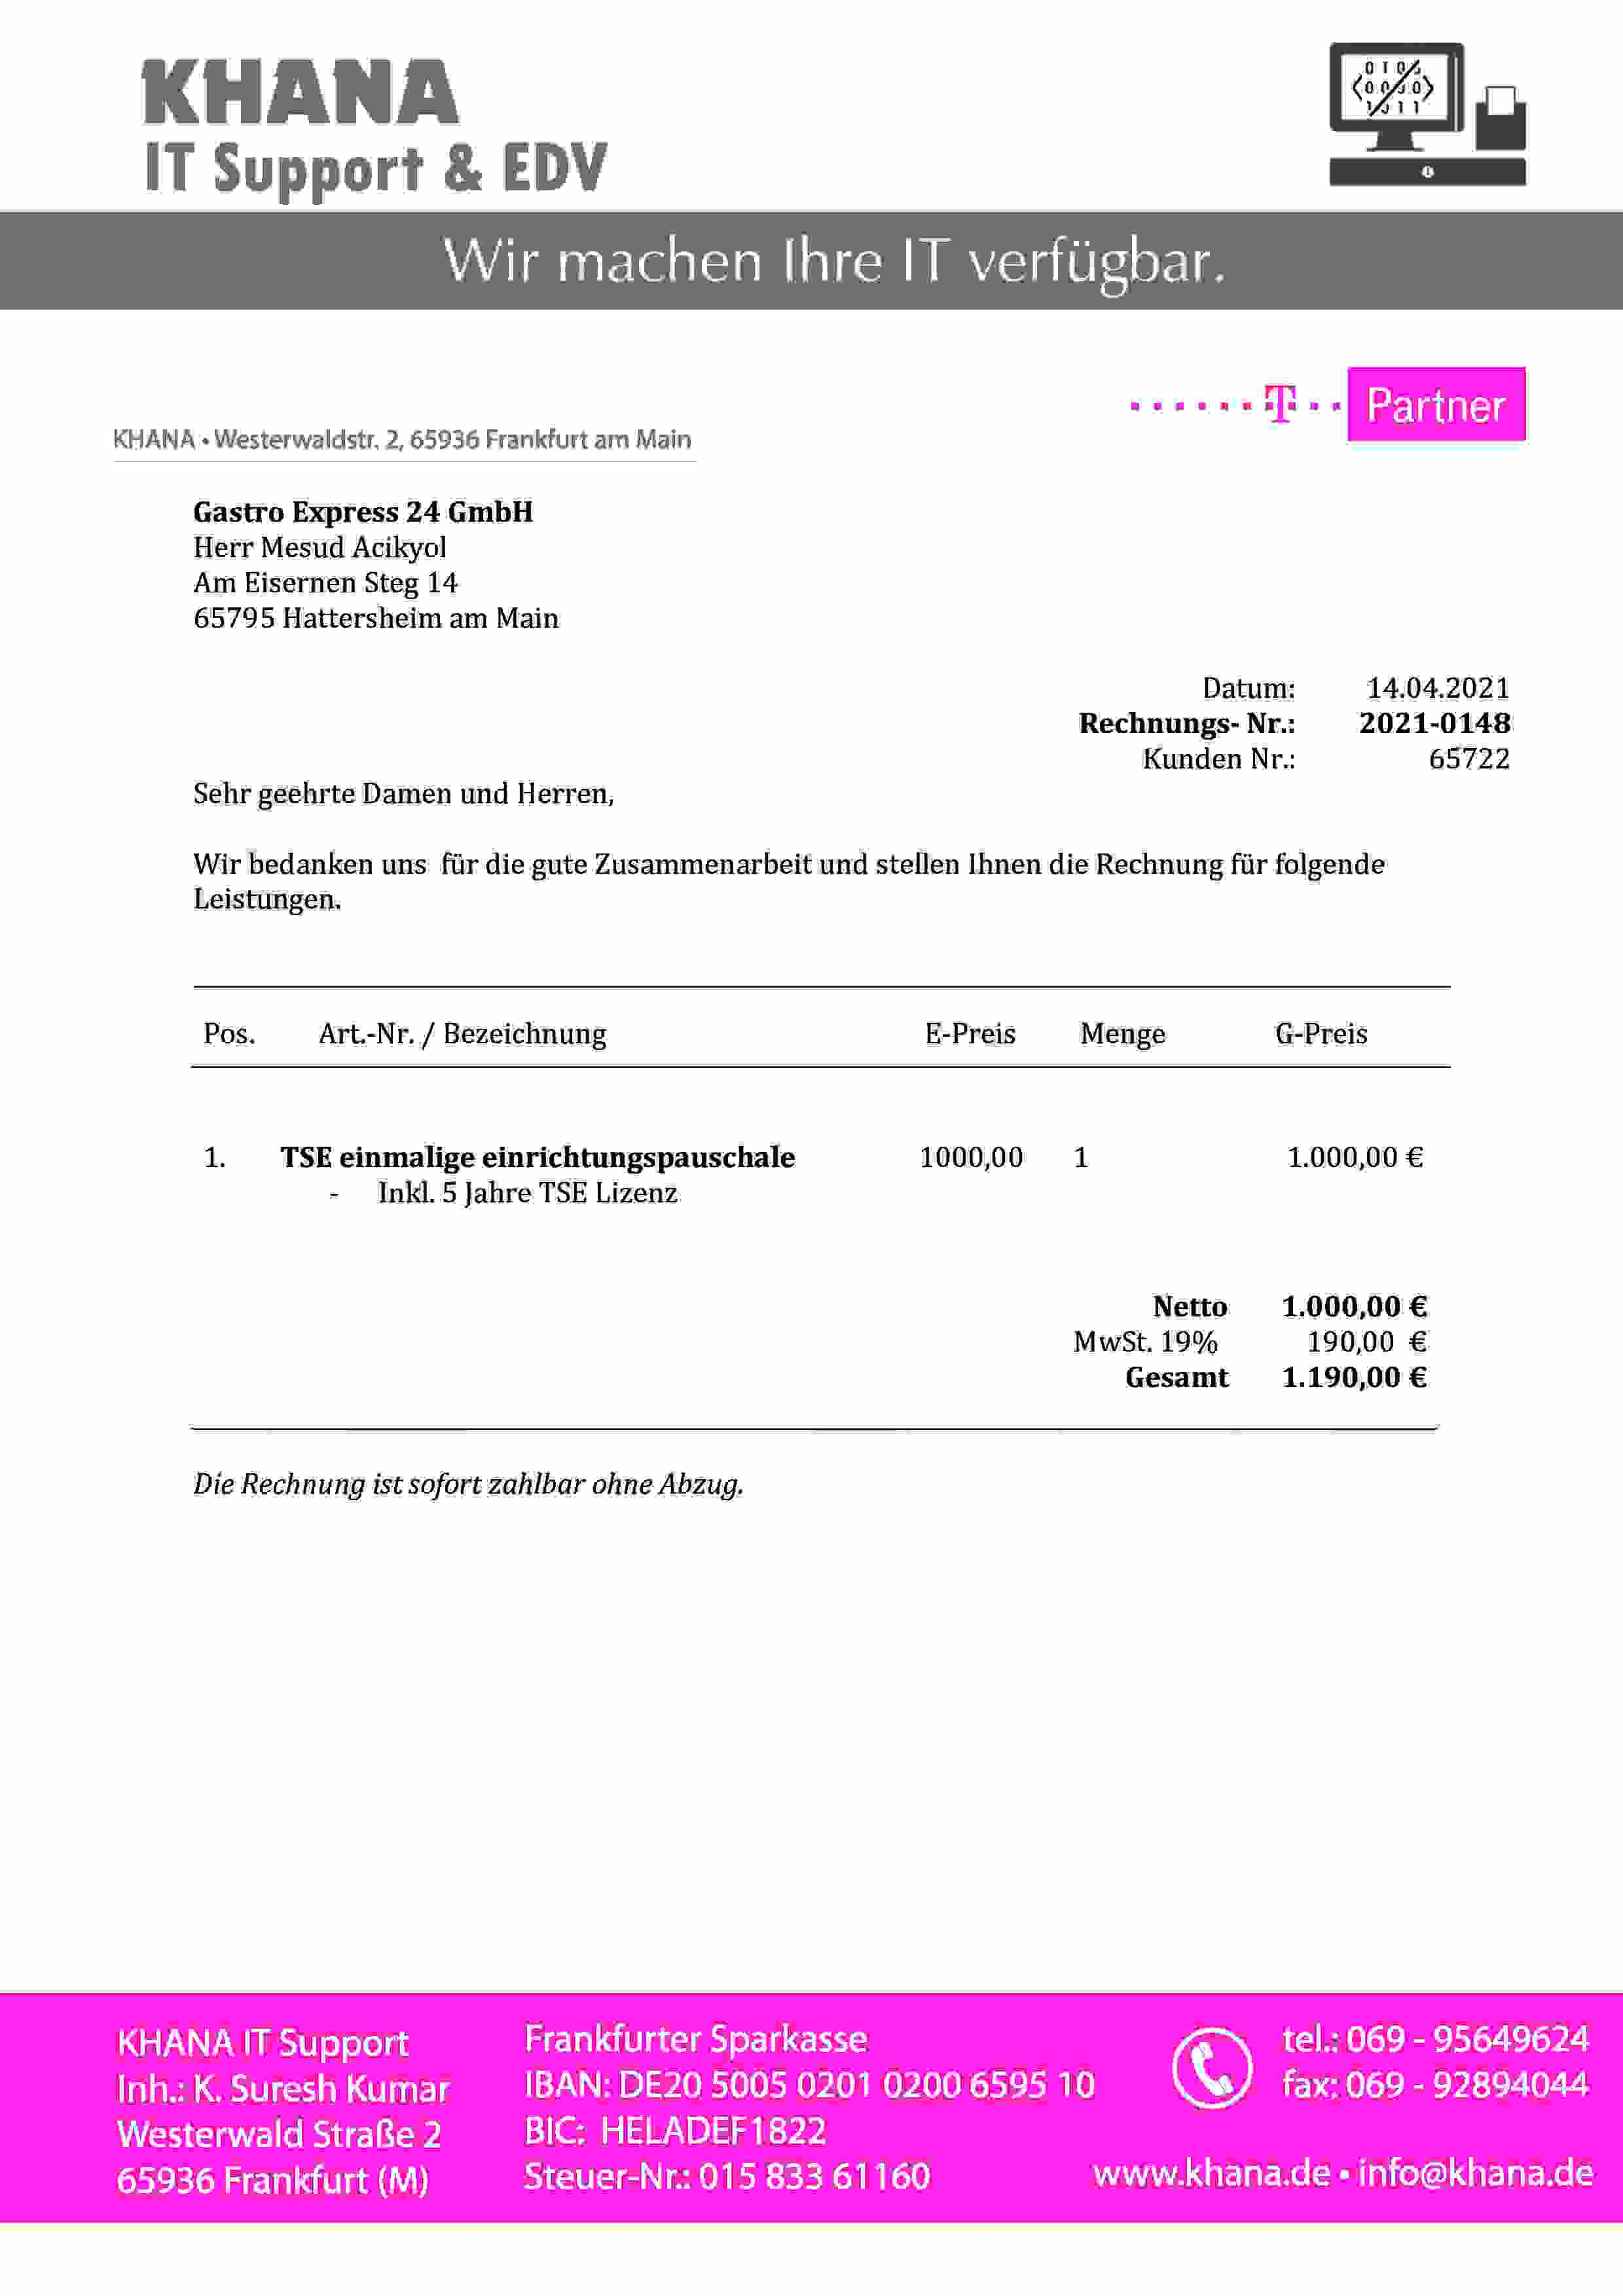 KHANA
IT Support & EDV
Wir machen Ihre IT verfügbar.
T Partner
KHANA • Westerwaldstr. 2, 65936 Frankfurt am Main
Gastro Express 24 GmbH
Herr Mesud Acikyol
Am Eisernen Steg 14
65795 Hattersheim am Main
Datum: 14.04.2021
Rechnungs- Nr.: 2021-0148
Kunden Nr.: 65722
Sehr geehrte Damen und Herren,
Wir bedanken uns für die gute Zusammenarbeit und stellen Ihnen die Rechnung für folgende
Leistungen.
Pos. Art.-Nr. / Bezeichnung E-Preis Menge G-Preis
1. TSE einmalige einrichtungspauschale 1000,00 1 1.000,00 €
- Inkl. 5 Jahre TSE Lizenz
Netto 1.000,00 €
MwSt. 19% 190,00 €
Gesamt 1.190,00 €
Die Rechnung ist sofort zahlbar ohne Abzug.
KHANA IT Support
Inh.: K. Suresh Kumar
Westerwald Straße 2
65936 Frankfurt (M)
Frankfurter Sparkasse
IBAN: DE20 5005 0201 0200 6595 10
BIC: HELADEF1822
Steuer-Nr.: 015 833 61160
tel.: 069 - 95649624
fax: 069 - 92894044
www.khana.de • info@khana.de